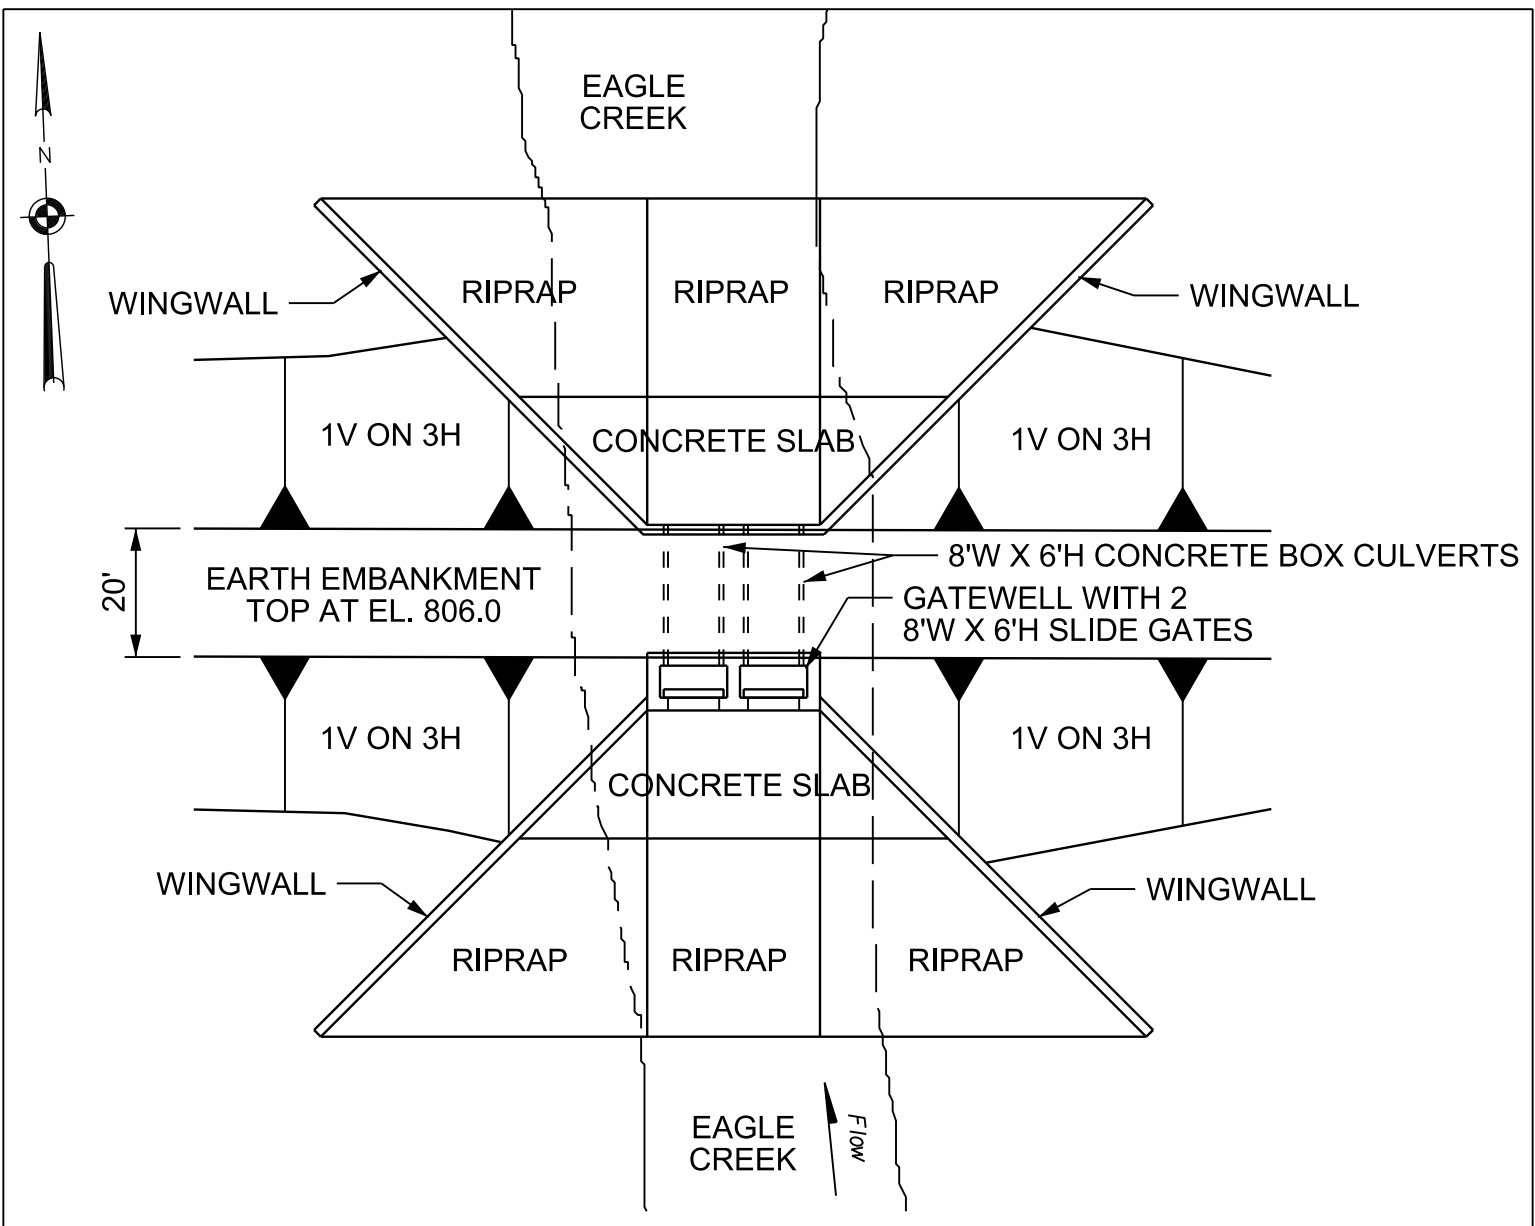 EAGLE
CREEK
N
RIPRAP
RIPRAP
RIPRAP
WINGWALL
WINGWALL
1V ON 3H
CONCRETE SLAB
1V ON 3H
8'W X 6'H CONCRETE BOX CULVERTS
20'
EARTH EMBANKMENT
TOP AT EL. 806.0
GATEWELL WITH 2
8'W X 6'H SLIDE GATES
1V ON 3H
1V ON 3H
CONCRETE SLAB
WINGWALL
WINGWALL
RIPRAP
RIPRAP
RIPRAP
EAGLE
CREEK
Flow